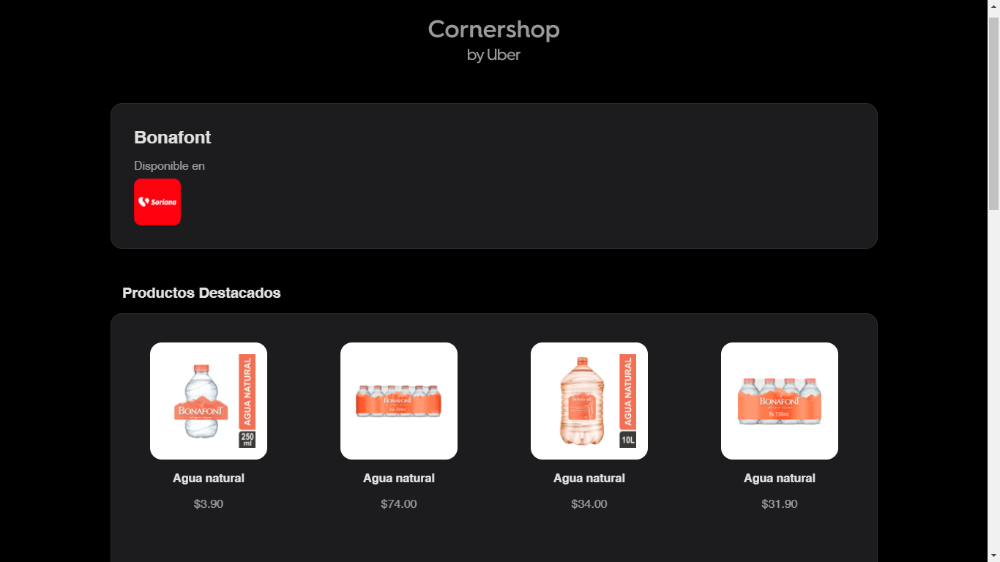 Cornershop
by Uber
Bonafont
Disponible en
Soriana
Productos Destacados
BONAFONT
AGUA NATURAL
250
ml
BONAFONT
BONAFONT
AGUA NATURAL
10L
BONAFONT
8x 330mL
Agua natural
Agua natural
Agua natural
Agua natural
$3.90
$74.00
$34.00
$31.90